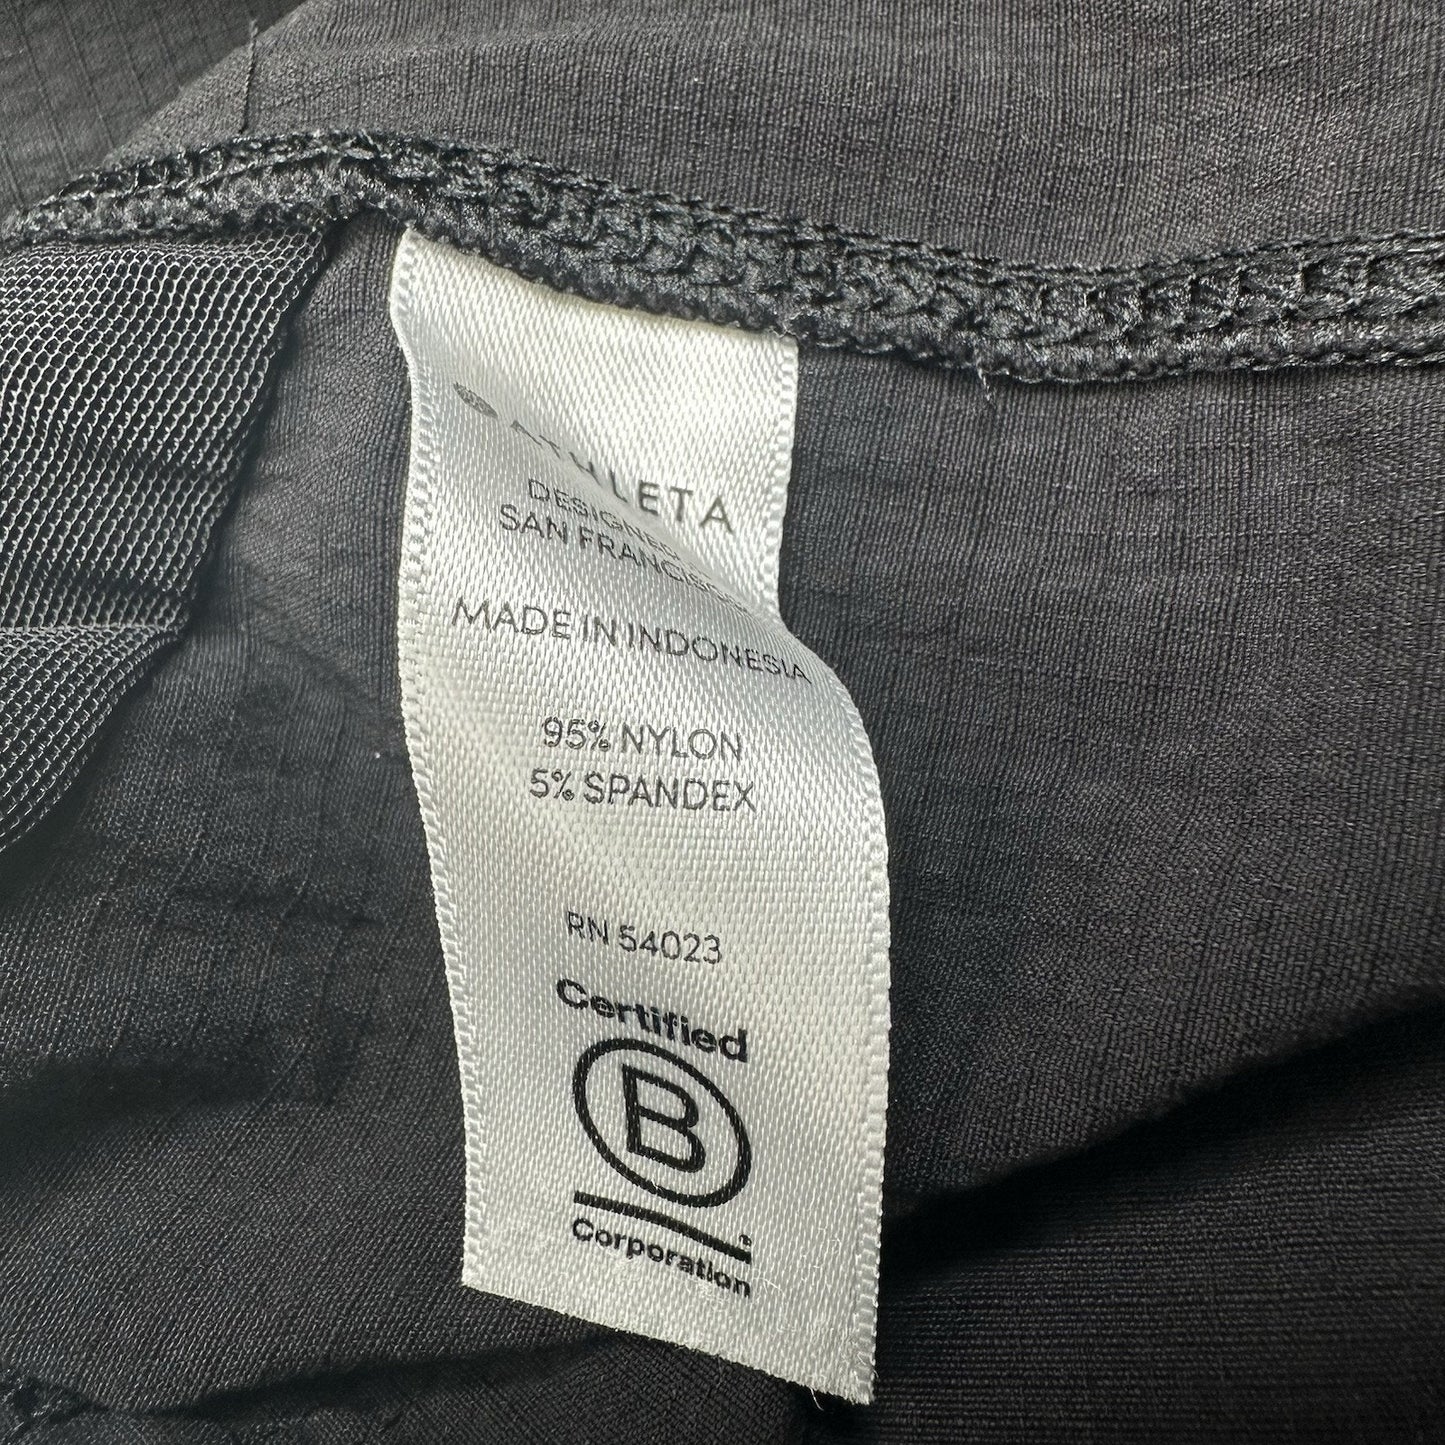 ATHLETA
DESIGNED
SAN FRANCISCO
MADE IN INDONESIA
95% NYLON
5% SPANDEX
RN 54023
Certified
B
Corporation